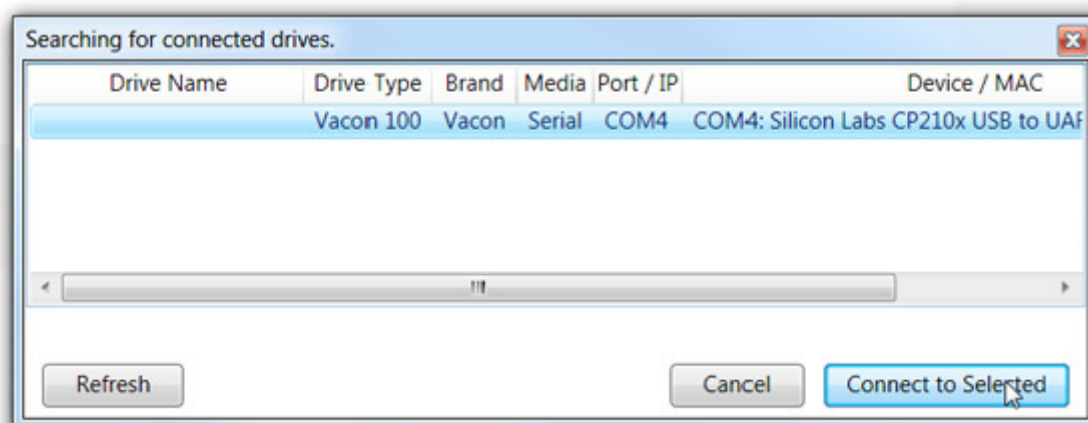 Searching for connected drives.
Drive Name Drive Type Brand Media Port / IP Device / MAC
Vacon 100 Vacon Serial COM4 COM4: Silicon Labs CP210x USB to
Refresh Cancel Connect to Selected